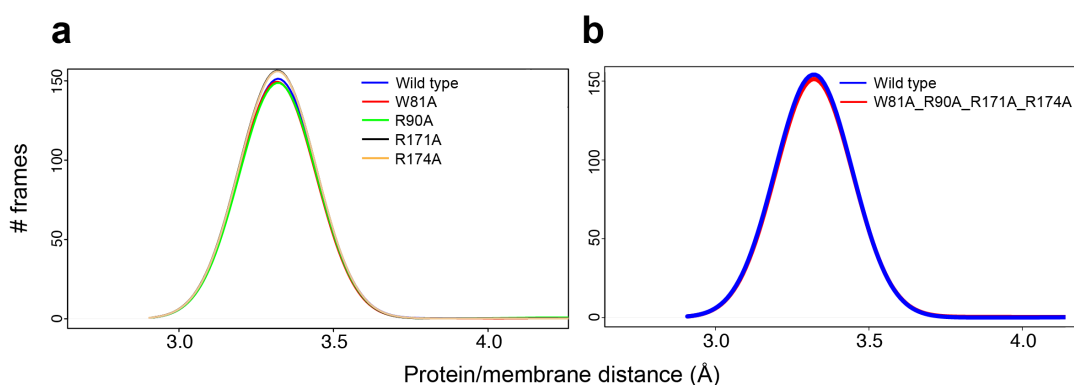 a
# frames
150
100
50
0
3.0 3.5 4.0
Wild type
W81A
R90A
R171A
R174A
b
150
100
50
0
3.0 3.5 4.0
Wild type
W81A_R90A_R171A_R174A
Protein/membrane distance (Å)